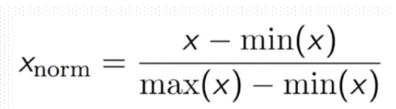 x_norm = (x − min(x)) / (max(x) − min(x))